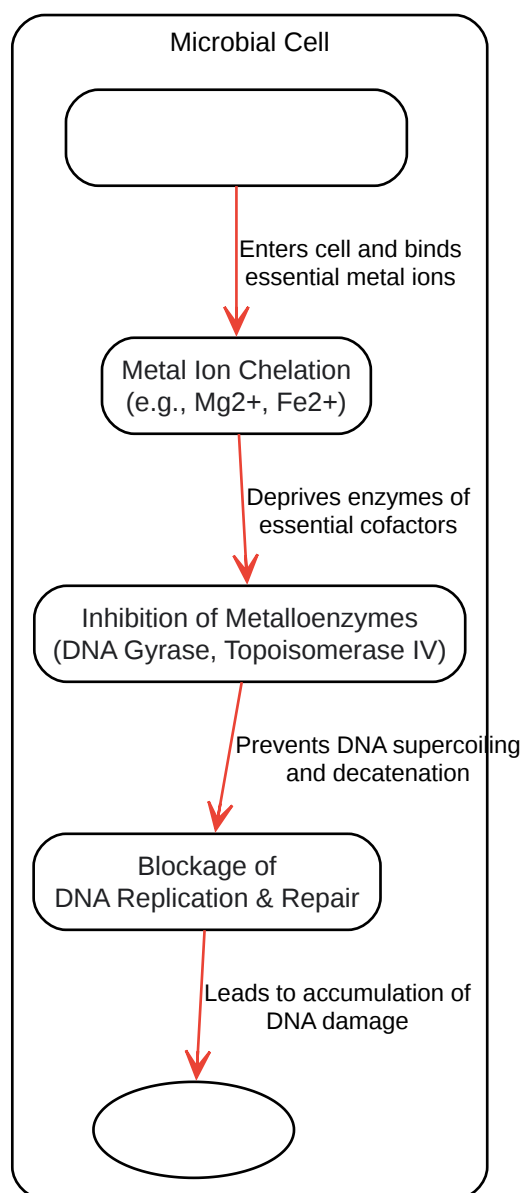 Microbial Cell
Enters cell and binds
essential metal ions
Metal Ion Chelation
(e.g., Mg2+, Fe2+)
Deprives enzymes of
essential cofactors
Inhibition of Metalloenzymes
(DNA Gyrase, Topoisomerase IV)
Prevents DNA supercoiling
and decatenation
Blockage of
DNA Replication & Repair
Leads to accumulation of
DNA damage